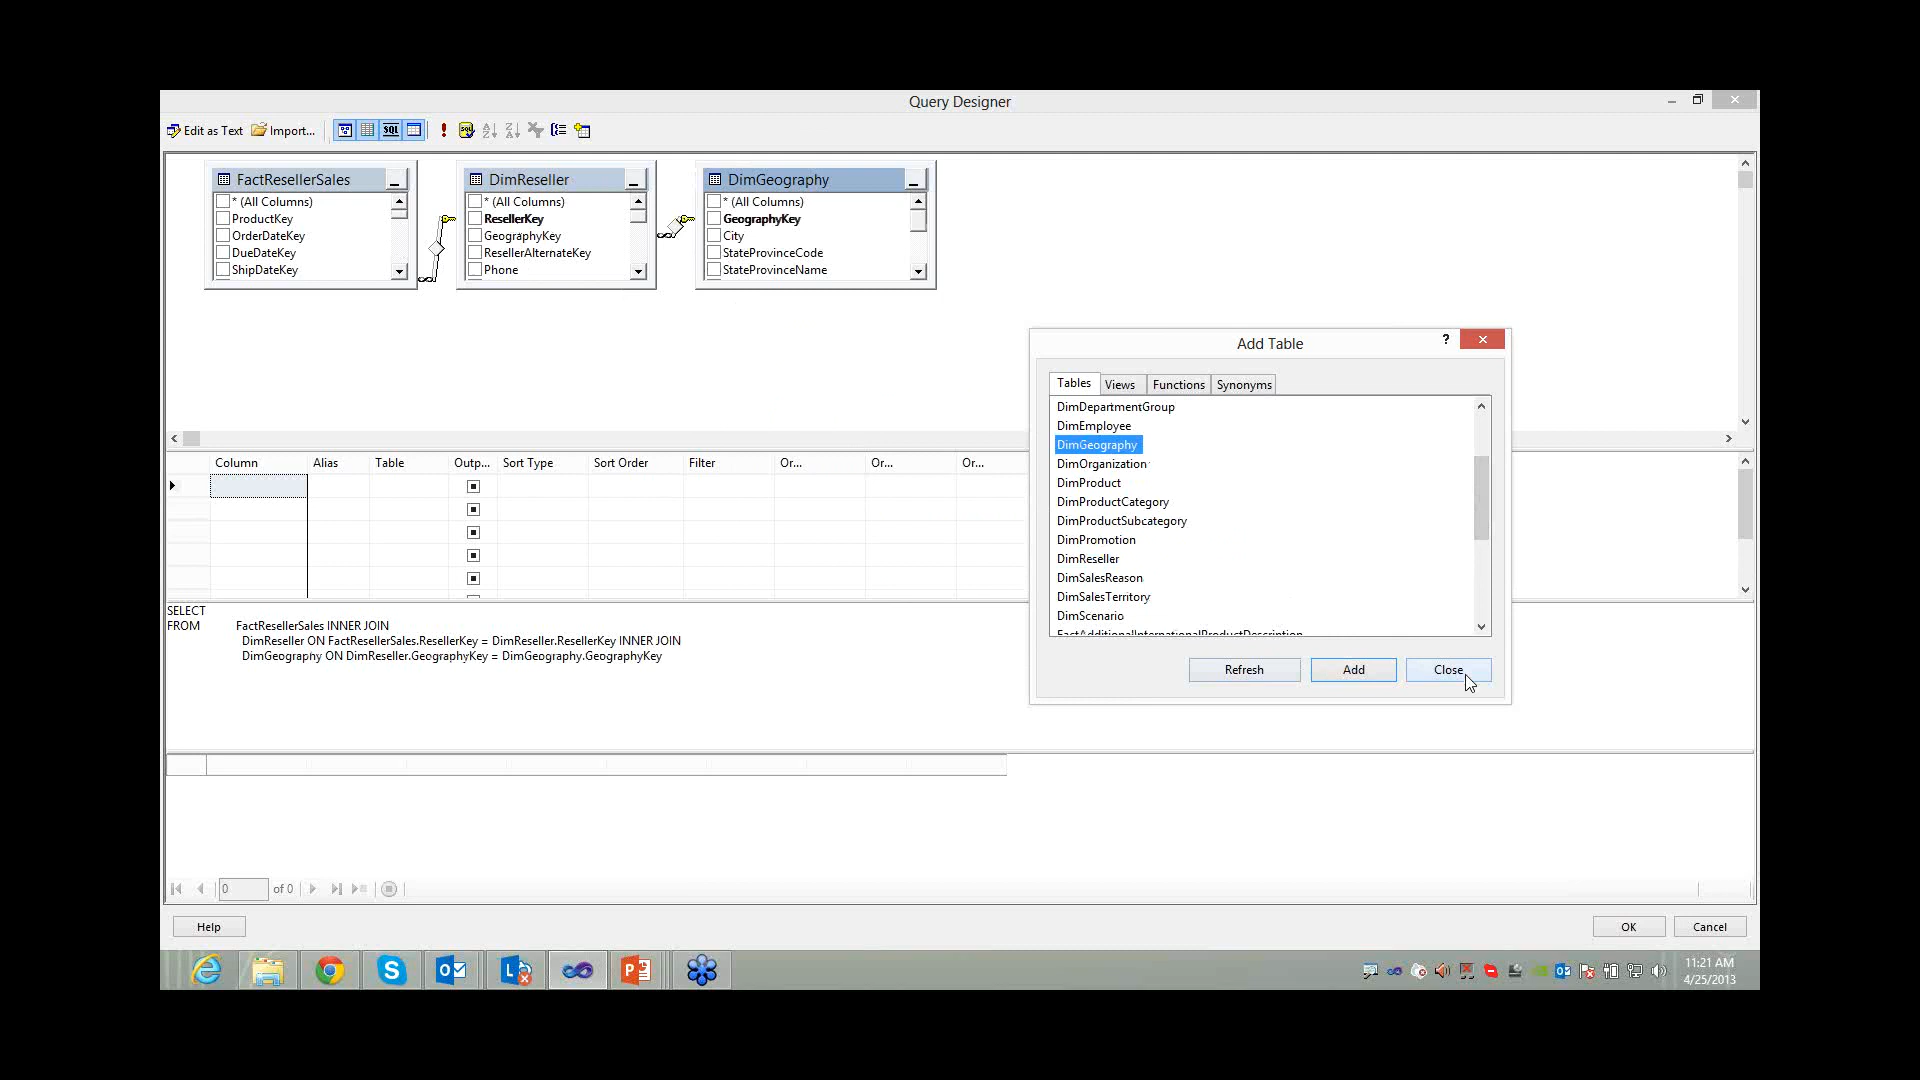 Query Designer
Edit as Text Import... SQL
FactResellerSales
* (All Columns)
ProductKey
OrderDateKey
DueDateKey
ShipDateKey
DimReseller
* (All Columns)
ResellerKey
GeographyKey
ResellerAlternateKey
Phone
DimGeography
* (All Columns)
GeographyKey
City
StateProvinceCode
StateProvinceName
Add Table
Tables Views Functions Synonyms
DimDepartmentGroup
DimEmployee
DimGeography
DimOrganization
DimProduct
DimProductCategory
DimProductSubcategory
DimPromotion
DimReseller
DimSalesReason
DimSalesTerritory
DimScenario
FactAdditionalInternationalProductDescription
Refresh Add Close
Column Alias Table Outp... Sort Type Sort Order Filter Or... Or... Or...
SELECT
FROM FactResellerSales INNER JOIN
DimReseller ON FactResellerSales.ResellerKey = DimReseller.ResellerKey INNER JOIN
DimGeography ON DimReseller.GeographyKey = DimGeography.GeographyKey
0 of 0
Help OK Cancel
11:21 AM
4/25/2013